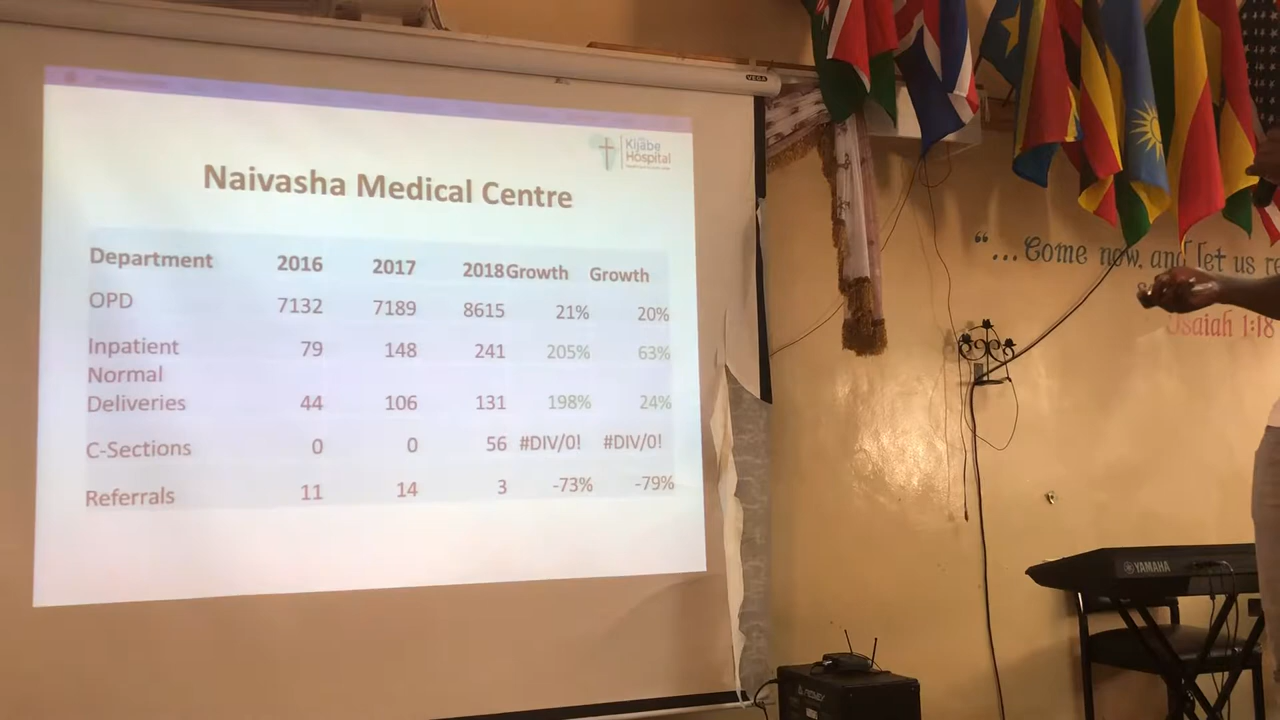 VEGA
Kijabe
Hospital
Naivasha Medical Centre
Department 2016 2017 2018 Growth Growth
OPD 7132 7189 8615 21% 20%
Inpatient 79 148 241 205% 63%
Normal
Deliveries 44 106 131 198% 24%
C-Sections 0 0 56 #DIV/0! #DIV/0!
Referrals 11 14 3 -73% -79%
“...Come now, and let us
Isaiah 1:18
YAMAHA